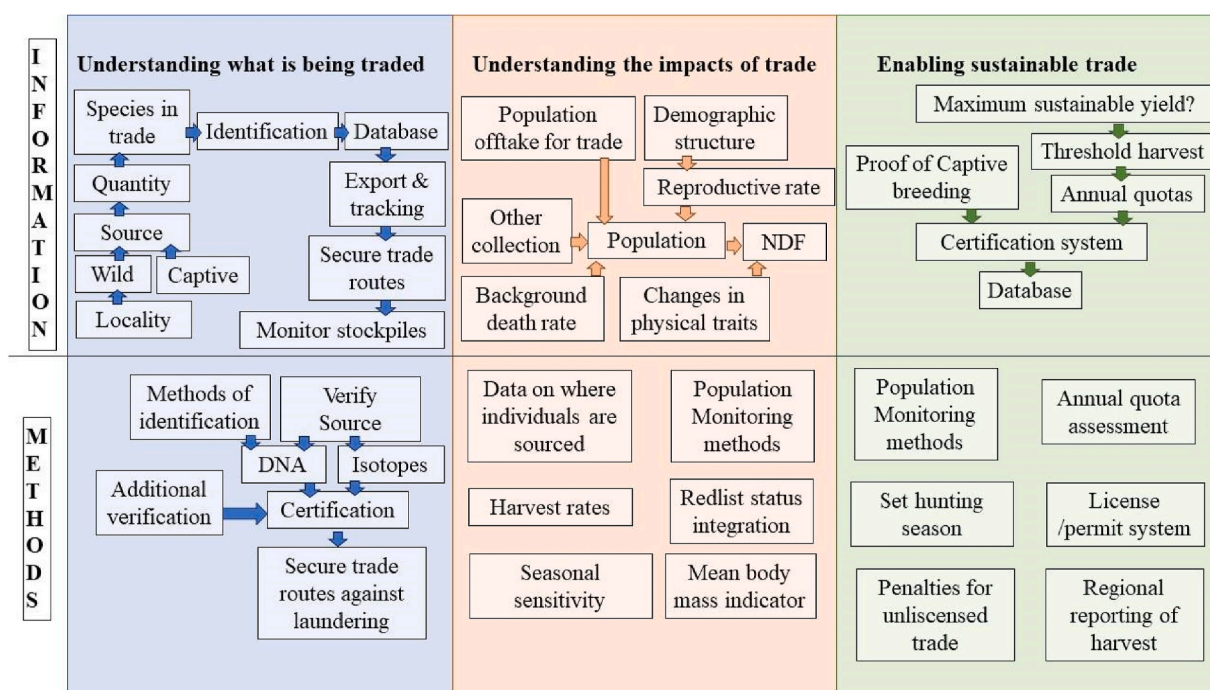 INFORMATION
Understanding what is being traded
Species in
trade
Identification
Database
Quantity
Export &
tracking
Source
Secure trade
routes
Wild
Captive
Locality
Monitor stockpiles
Understanding the impacts of trade
Population
offtake for trade
Demographic
structure
Reproductive rate
Other
collection
Population
NDF
Background
death rate
Changes in
physical traits
Enabling sustainable trade
Maximum sustainable yield?
Threshold harvest
Proof of Captive
breeding
Annual quotas
Certification system
Database
METHODS
Methods of
identification
Verify
Source
DNA
Isotopes
Additional
verification
Certification
Secure trade
routes against
laundering
Data on where
individuals are
sourced
Population
Monitoring
methods
Harvest rates
Redlist status
integration
Seasonal
sensitivity
Mean body
mass indicator
Population
Monitoring
methods
Annual quota
assessment
Set hunting
season
License
/permit system
Penalties for
unliscensed
trade
Regional
reporting of
harvest